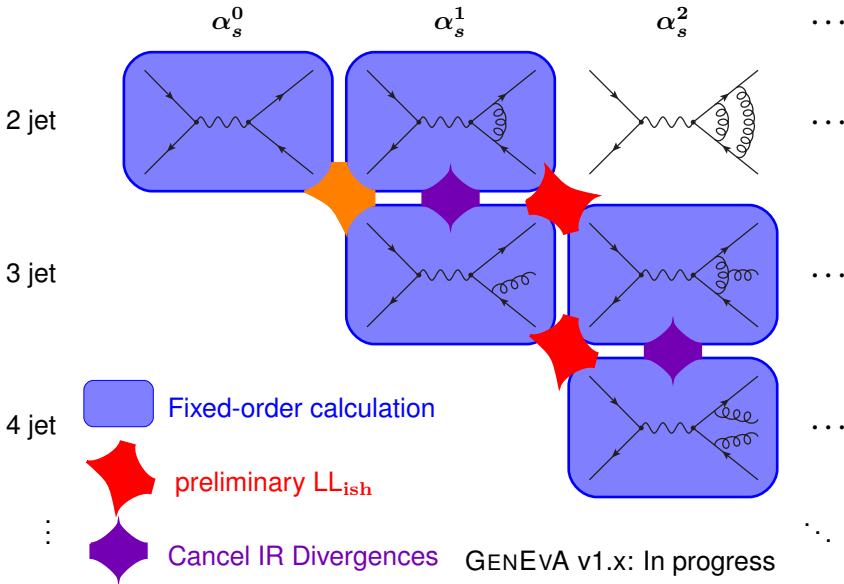 α_s^0 α_s^1 α_s^2 ⋯
2 jet ⋯
3 jet ⋯
4 jet ⋯
Fixed-order calculation
preliminary LL_ish
⋮ ⋱
Cancel IR Divergences
GENEVA v1.x: In progress